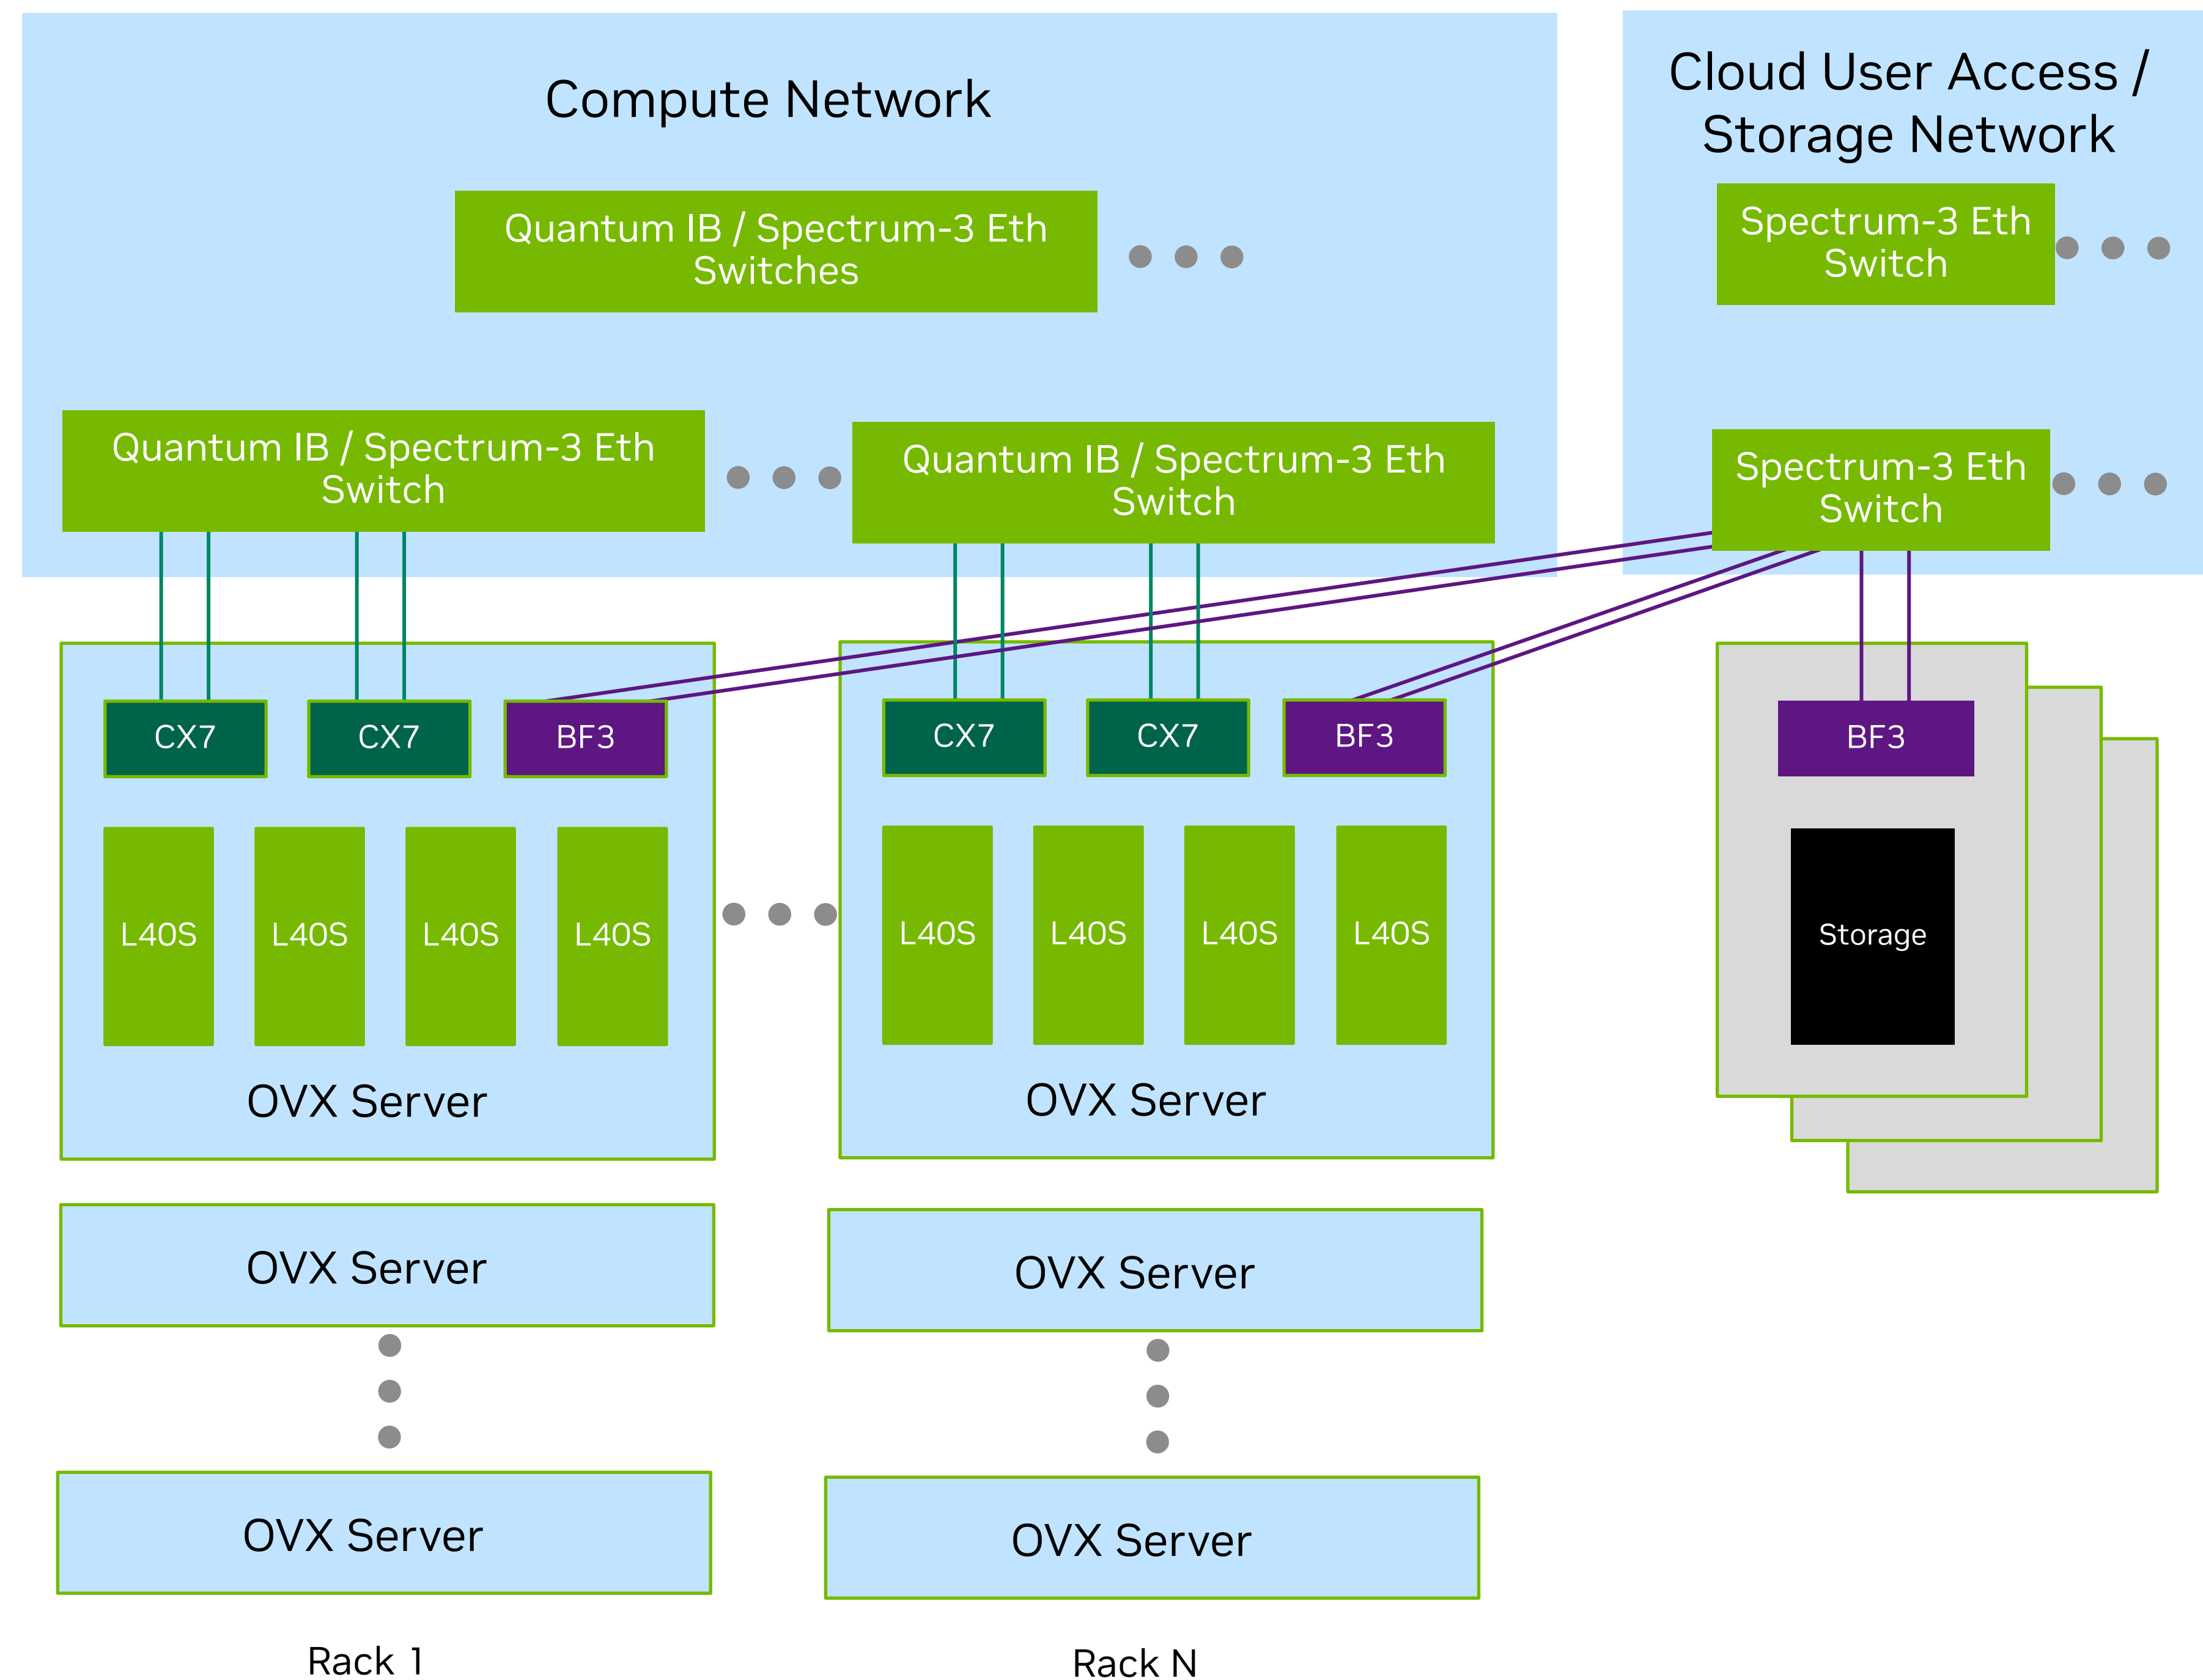 Compute Network
Quantum IB / Spectrum-3 Eth
Switches
Quantum IB / Spectrum-3 Eth
Switch
Quantum IB / Spectrum-3 Eth
Switch
Cloud User Access /
Storage Network
Spectrum-3 Eth
Switch
Spectrum-3 Eth
Switch
CX7
CX7
BF3
L40S
L40S
L40S
L40S
OVX Server
CX7
CX7
BF3
L40S
L40S
L40S
L40S
OVX Server
BF3
Storage
OVX Server
OVX Server
OVX Server
OVX Server
Rack 1
Rack N